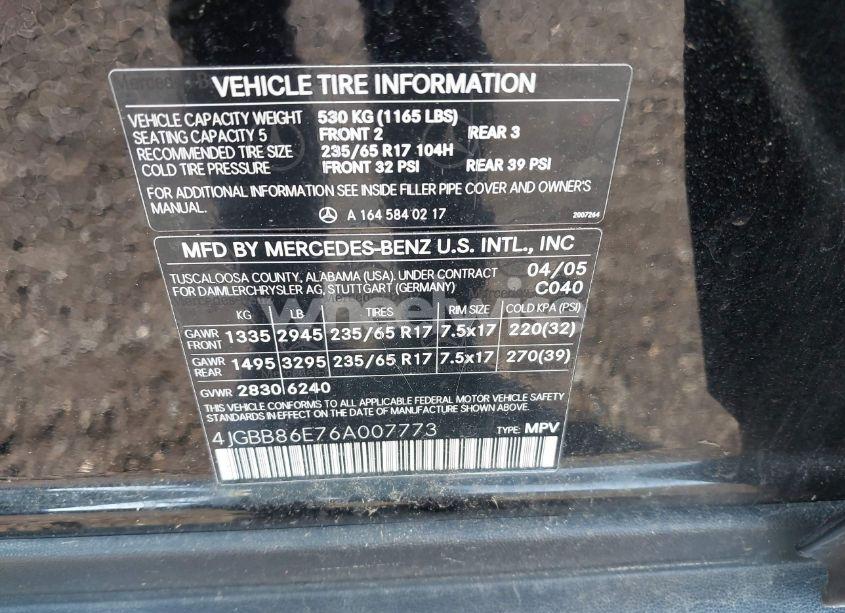 VEHICLE TIRE INFORMATION
VEHICLE CAPACITY WEIGHT 530 KG (1165 LBS)
SEATING CAPACITY 5 FRONT 2 REAR 3
RECOMMENDED TIRE SIZE 235/65 R17 104H
COLD TIRE PRESSURE FRONT 32 PSI REAR 39 PSI
FOR ADDITIONAL INFORMATION SEE INSIDE FILLER PIPE COVER AND OWNER'S
MANUAL.
A 164 584 02 17 2007264
MFD BY MERCEDES-BENZ U.S. INTL., INC
TUSCALOOSA COUNTY, ALABAMA (USA). UNDER CONTRACT 04/05
FOR DAIMLERCHRYSLER AG, STUTTGART (GERMANY) C040
KG LB TIRES RIM SIZE COLD KPA (PSI)
GAWR FRONT 1335 2945 235/65 R17 7.5x17 220(32)
GAWR REAR 1495 3295 235/65 R17 7.5x17 270(39)
GVWR 2830 6240
THIS VEHICLE CONFORMS TO ALL APPLICABLE FEDERAL MOTOR VEHICLE SAFETY
AND THEFT PREVENTION STANDARDS IN EFFECT ON THE DATE OF MANUFACTURE SHOWN ABOVE.
4JGBB86E76A007773 TYPE: MPV